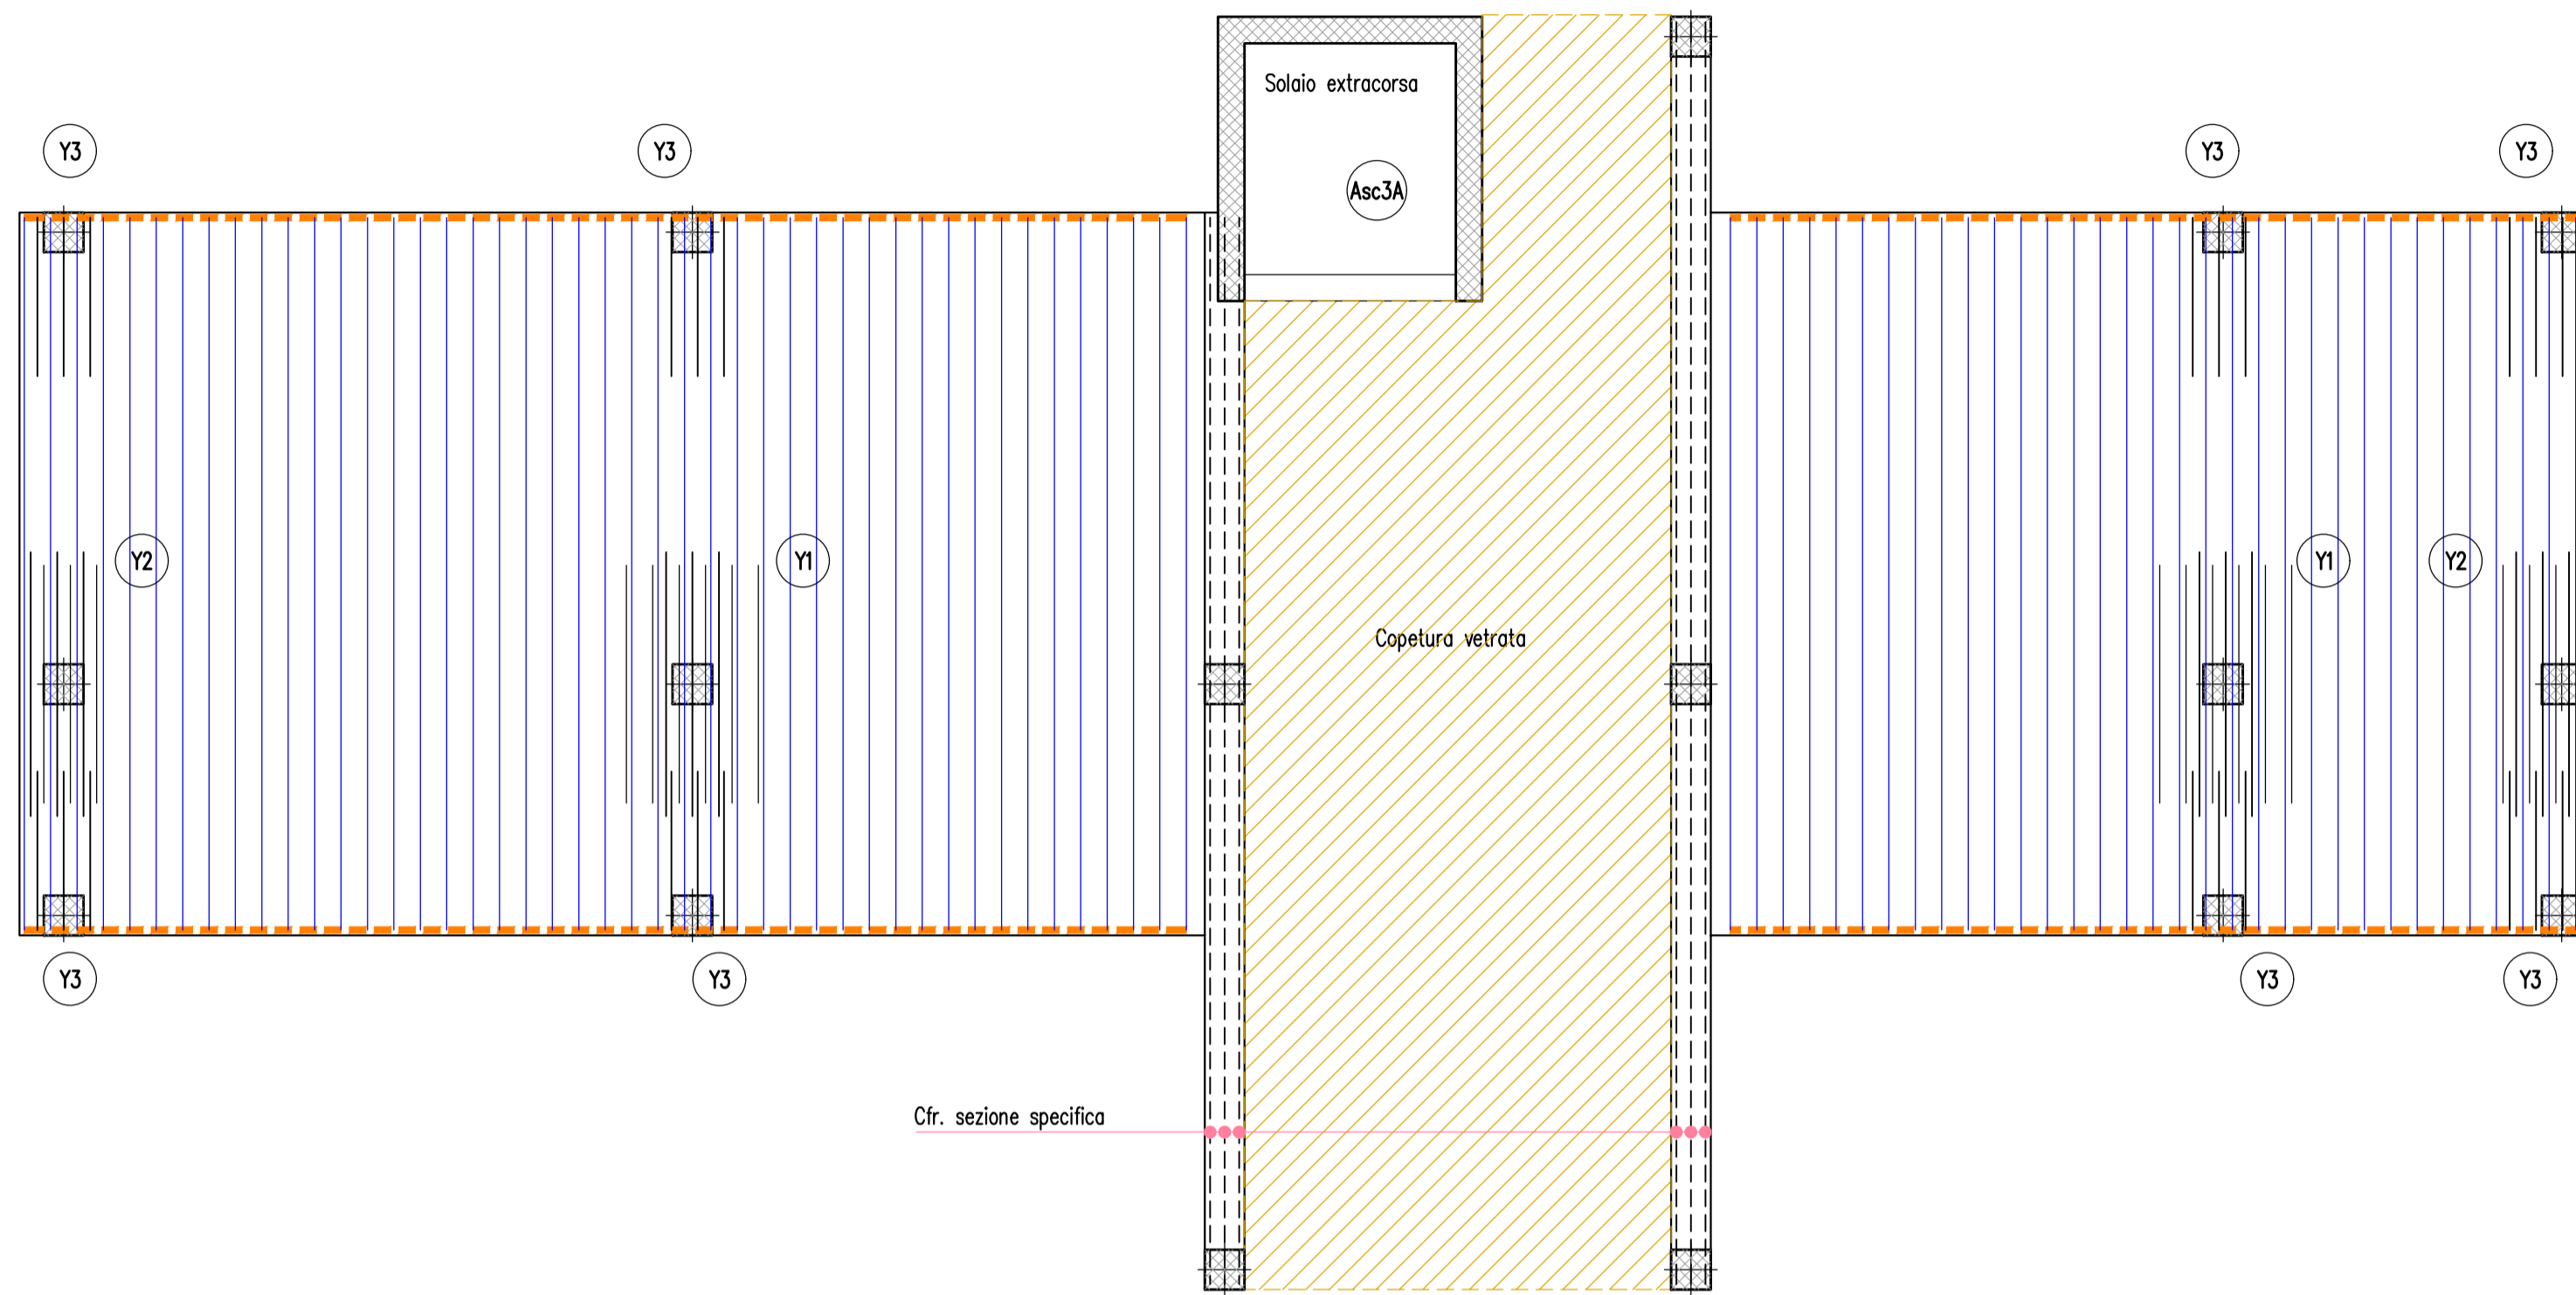 Solaio extracorsa
Y3
Y3
Y3
Y3
Asc3A
Y2
Y1
Y1
Y2
Copetura vetrata
Y3
Y3
Y3
Y3
Cfr. sezione specifica